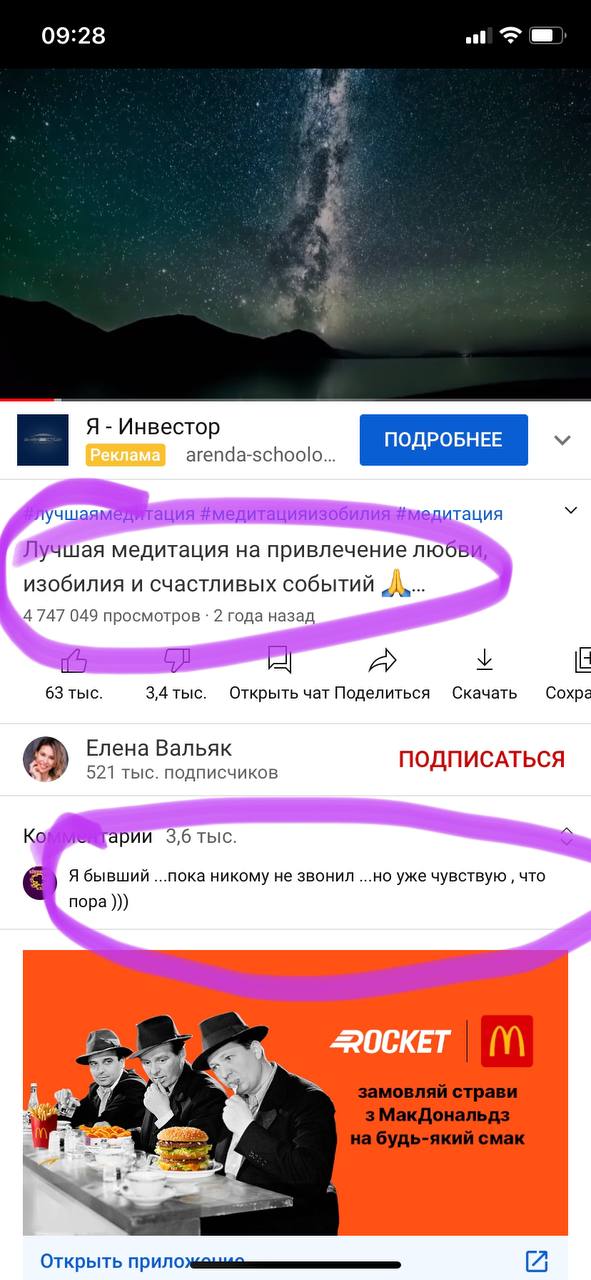 09:28
Я - Инвестор
Реклама arenda-schoolo...
ПОДРОБНЕЕ
#лучшаямедитация #медитацияизобилия #медитация
Лучшая медитация на привлечение любви,
изобилия и счастливых событий 🙏...
4 747 049 просмотров · 2 года назад
63 тыс. 3,4 тыс. Открыть чат Поделиться Скачать Сохра
Елена Вальяк
521 тыс. подписчиков
ПОДПИСАТЬСЯ
Комментарии 3,6 тыс.
Я бывший ...пока никому не звонил ...но уже чувствую , что
пора )))
ROCKET
замовляй страви
з МакДональдз
на будь-який смак
Открыть приложение